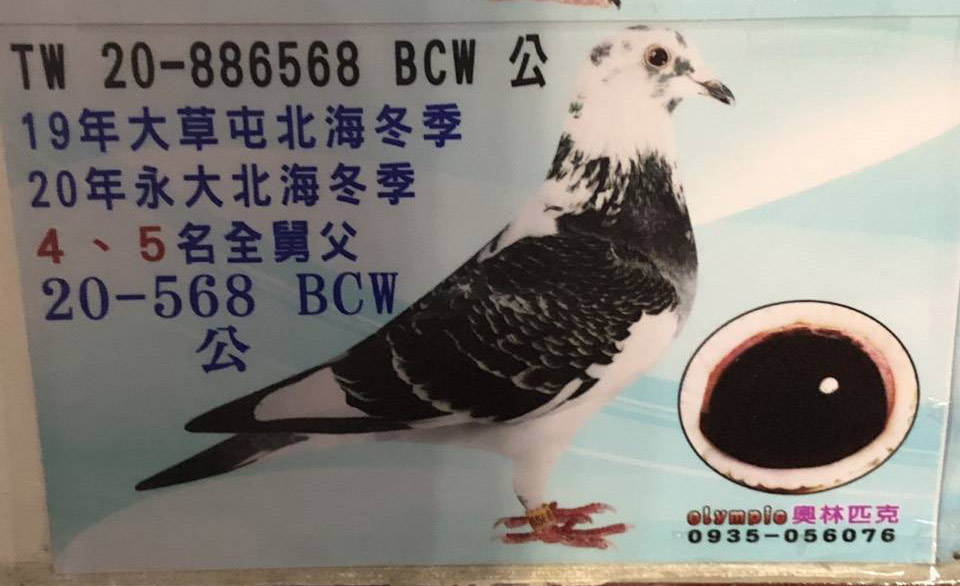 TW 20-886568 BCW 公
19年大草屯北海冬季
20年永大北海冬季
4、5名全舅父
20-568 BCW
公
olympic 奧林匹克
0935-056076